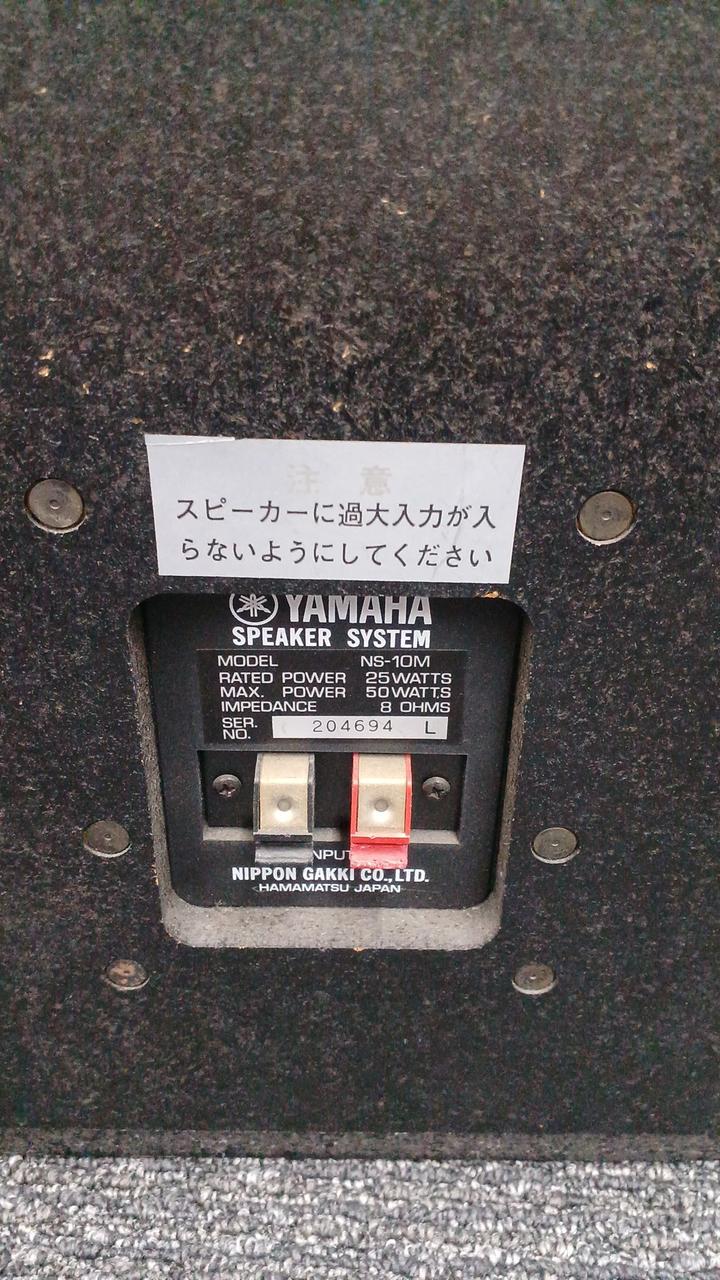 注 意
スピーカーに過大入力が入
らないようにしてください
YAMAHA
SPEAKER SYSTEM
MODEL NS-10M
RATED POWER 25 WATTS
MAX. POWER 50 WATTS
IMPEDANCE 8 OHMS
SER. NO. 204694 L
INPUT
NIPPON GAKKI CO., LTD.
HAMAMATSU JAPAN